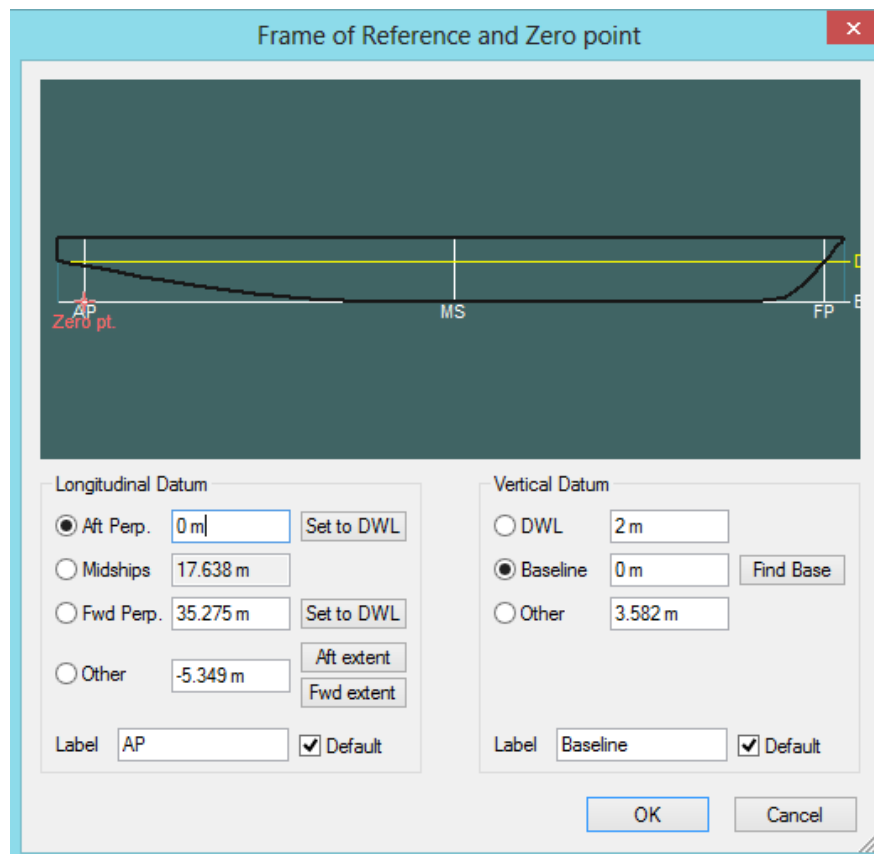 Frame of Reference and Zero point
D
B
AP MS FP
Zero pt.
Longitudinal Datum
Aft Perp. 0 m Set to DWL
Midships 17.638 m
Fwd Perp. 35.275 m Set to DWL
Aft extent
Other -5.349 m
Fwd extent
Label AP Default
Vertical Datum
DWL 2 m
Baseline 0 m Find Base
Other 3.582 m
Label Baseline Default
OK Cancel